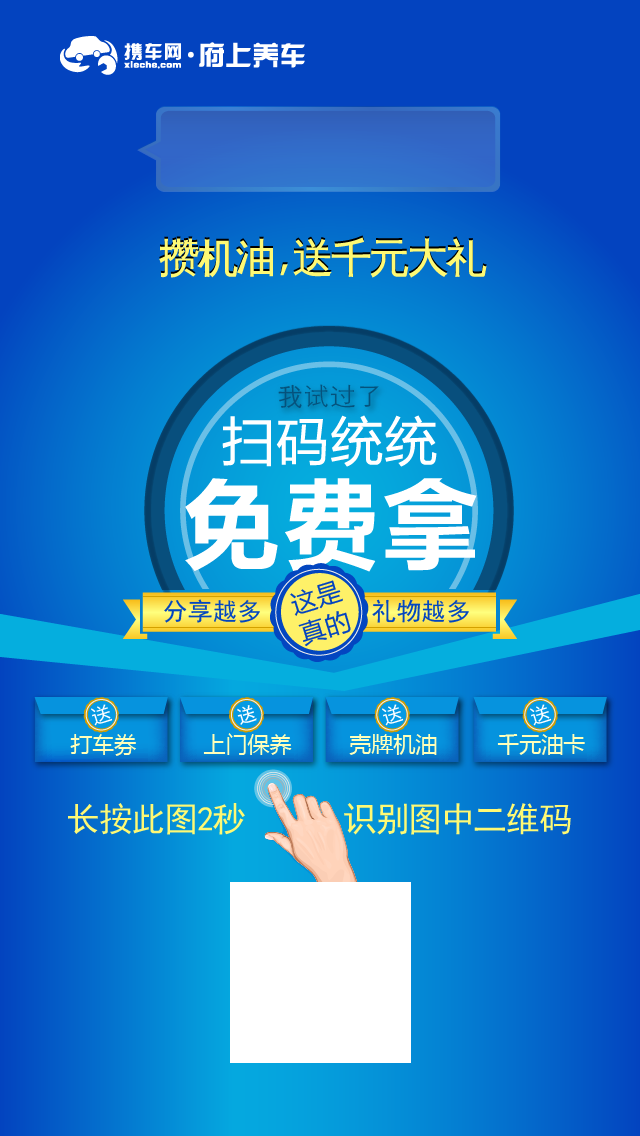 携车网·府上养车
xieche.com
攒机油,送千元大礼
我试过了
扫码统统
免费拿
分享越多
这是
真的
礼物越多
送 送 送 送
打车券 上门保养 壳牌机油 千元油卡
长按此图2秒 识别图中二维码